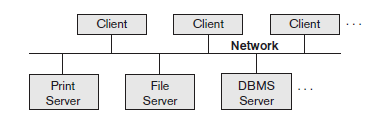 Client Client Client ...
Network
Print File DBMS
Server Server Server ...